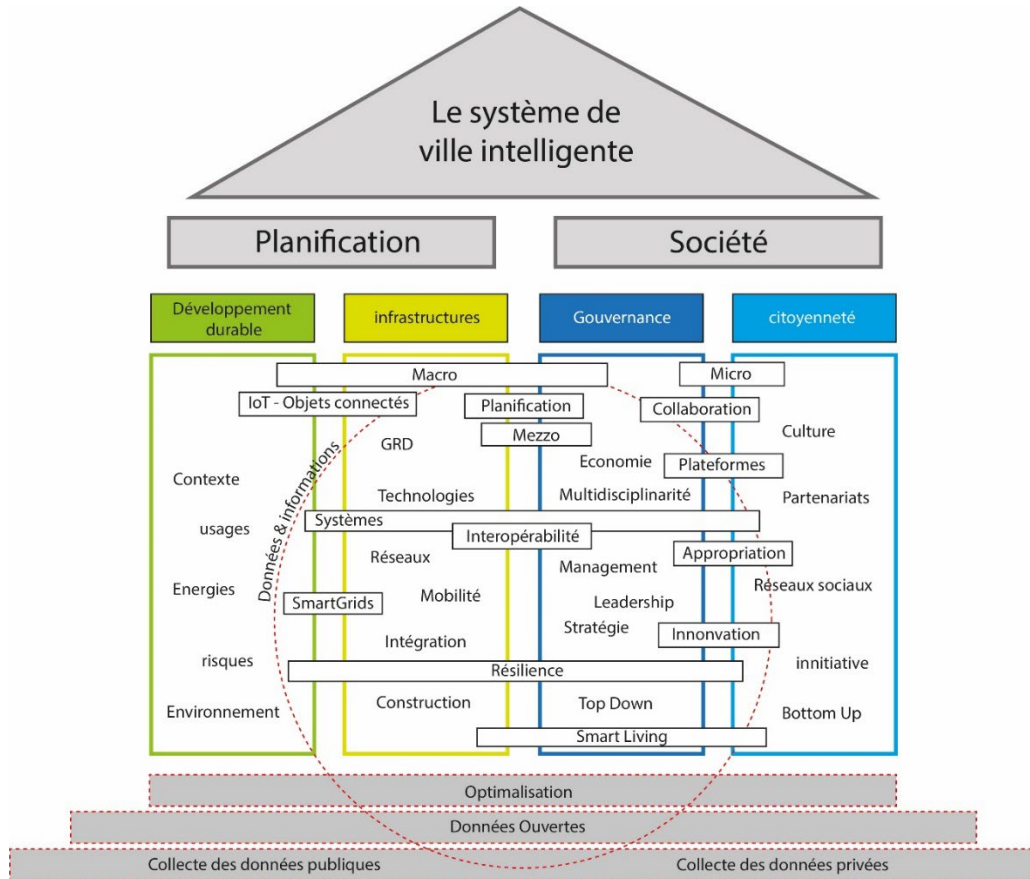 Le système de
ville intelligente
Planification
Société
Développement
durable
infrastructures
Gouvernance
citoyenneté
Macro
Micro
IoT - Objets connectés
Planification
Collaboration
Mezzo
Culture
GRD
Economie
Plateformes
Données & informations
Contexte
Technologies
Multidisciplinarité
Partenariats
usages
Systèmes
Interopérabilité
Réseaux
Management
Appropriation
Energies
SmartGrids
Mobilité
Leadership
Réseaux sociaux
Intégration
Stratégie
Innonvation
risques
Résilience
innitiative
Environnement
Construction
Top Down
Bottom Up
Smart Living
Optimalisation
Données Ouvertes
Collecte des données publiques
Collecte des données privées